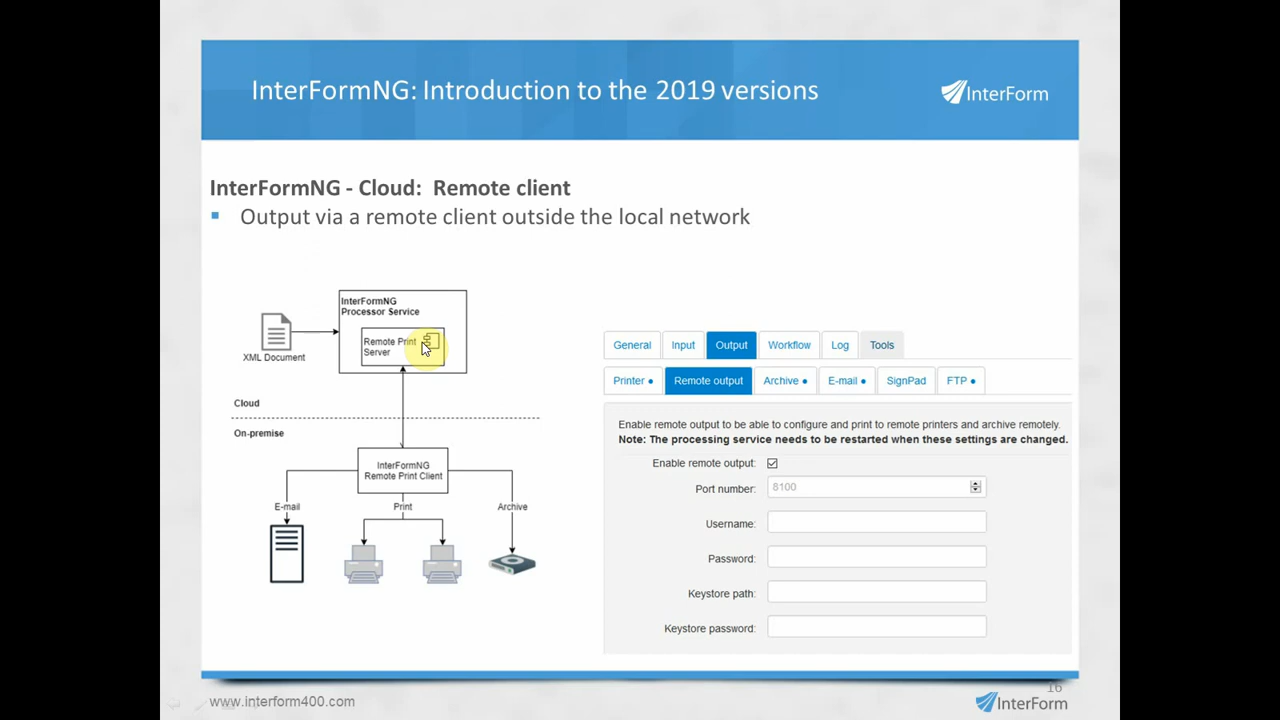 InterFormNG: Introduction to the 2019 versions
InterForm
InterFormNG - Cloud: Remote client
Output via a remote client outside the local network
InterFormNG
Processor Service
Remote Print
Server
XML Document
Cloud
On-premise
InterFormNG
Remote Print Client
E-mail
Print
Archive
General Input Output Workflow Log Tools
Printer Remote output Archive E-mail SignPad FTP
Enable remote output to be able to configure and print to remote printers and archive remotely.
Note: The processing service needs to be restarted when these settings are changed.
Enable remote output:
Port number: 8100
Username:
Password:
Keystore path:
Keystore password:
16
www.interform400.com
InterForm